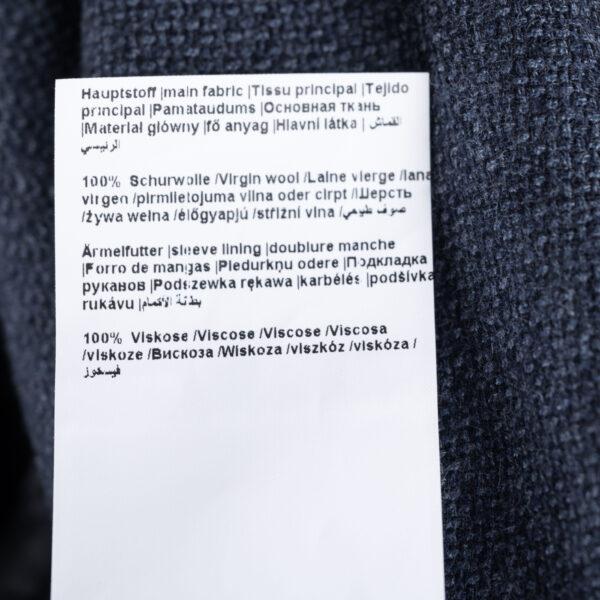 Hauptstoff |main fabric |Tissu principal |Tejido
principal |Pamataudums |Основная ткань
|Materiał główny |fő anyag |Hlavní látka | القماش
الرئيسي
100% Schurwolle /Virgin wool /Laine vierge /lana
virgen /pirmlietojuma vilna oder cirpt /Шерсть
/żywa wełna /élőgyapjú /střižní vlna /صوف طبيعي
Ärmelfutter |sleeve lining |doublure manche
|Forro de mangas |Piedurkņu odere |Подкладка
рукавов |Podszewka rękawa |karbélés |podšívka
rukávu | بطانة الأكمام
100% Viskose /Viscose /Viscose /Viscosa
/viskoze /Вискоза /Wiskoza /viszkóz /viskóza /
فيسكوز